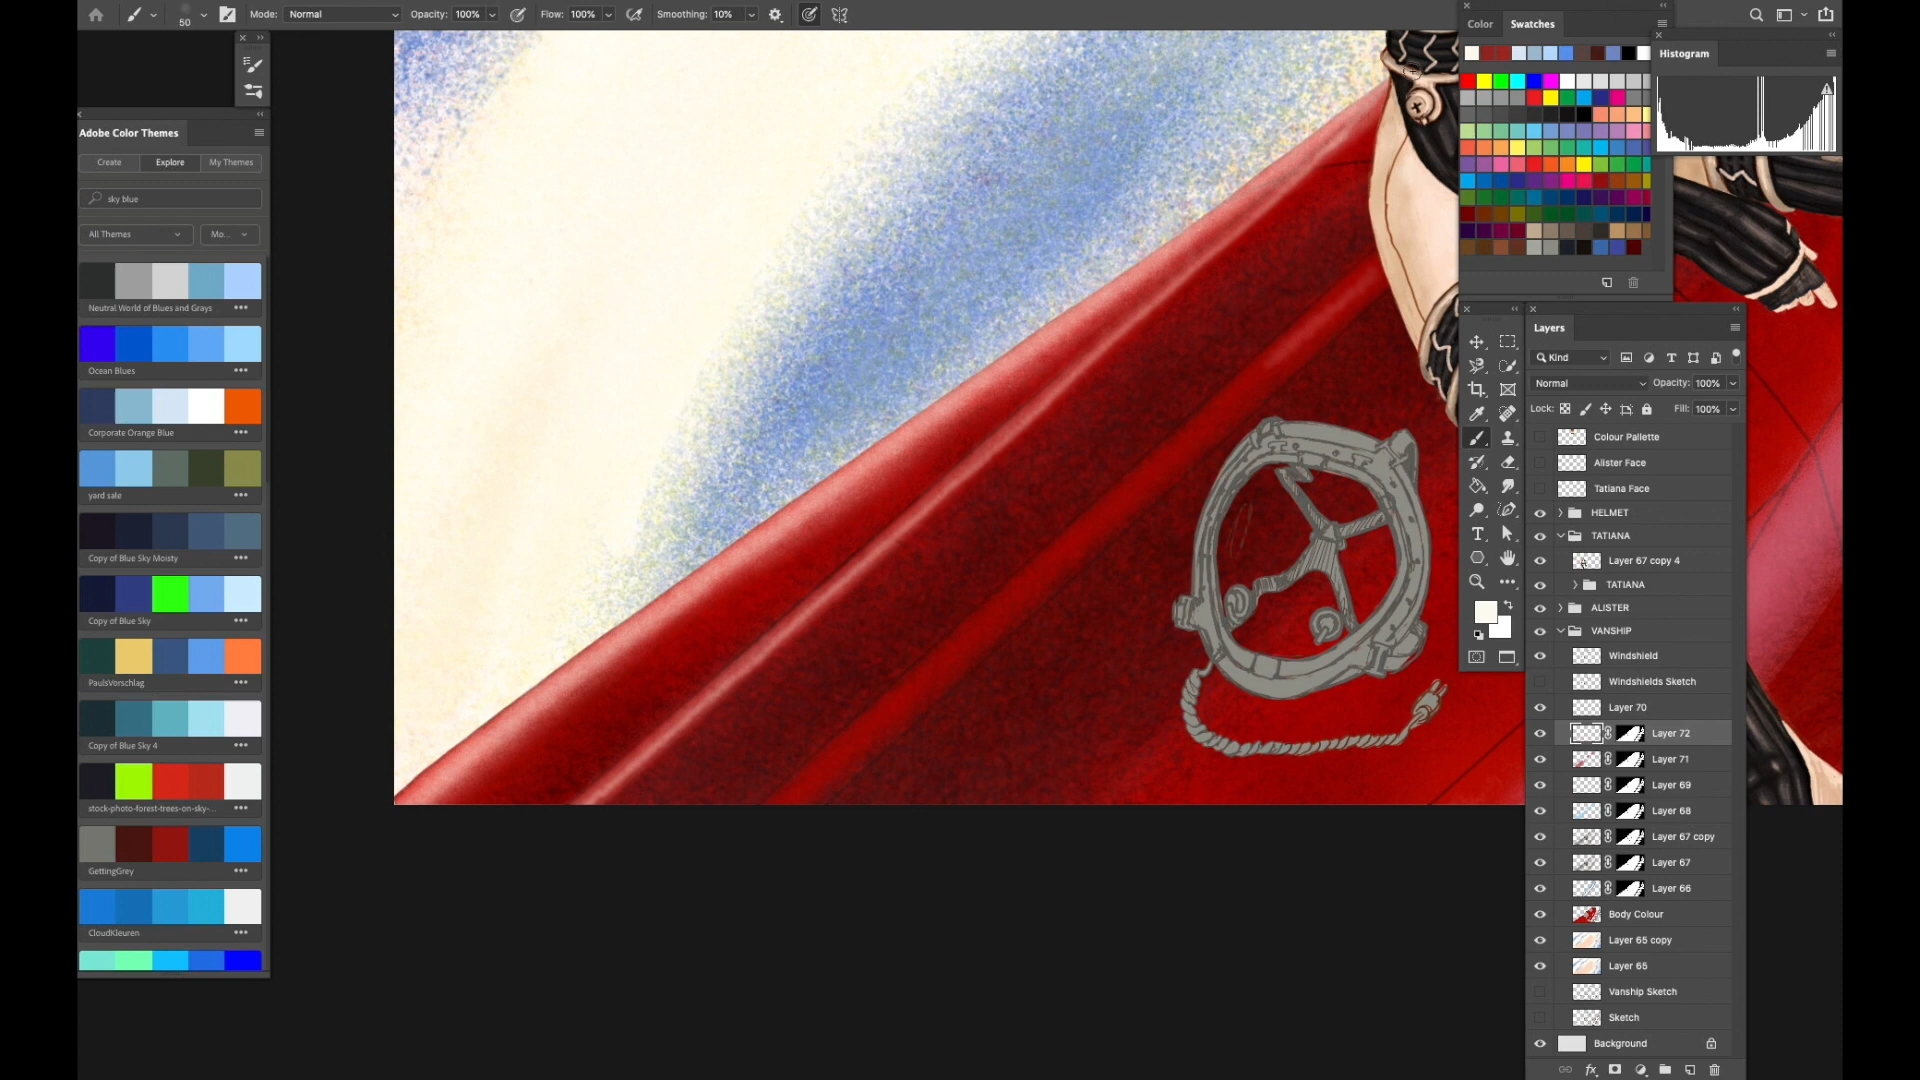 50
Mode: Normal
Opacity: 100%
Flow: 100%
Smoothing: 10%
Adobe Color Themes
Create
Explore
My Themes
sky blue
All Themes
Mo...
Neutral World of Blues and Grays
Ocean Blues
Corporate Orange Blue
yard sale
Copy of Blue Sky Moisty
Copy of Blue Sky
PaulsVorschlag
Copy of Blue Sky 4
stock-photo-forest-trees-on-sky-...
GettingGrey
CloudKleuren
Color
Swatches
Histogram
Layers
Kind
Normal
Opacity: 100%
Lock:
Fill: 100%
Colour Pallette
Alister Face
Tatiana Face
HELMET
TATIANA
Layer 67 copy 4
TATIANA
ALISTER
VANSHIP
Windshield
Windshields Sketch
Layer 70
Layer 72
Layer 71
Layer 69
Layer 68
Layer 67 copy
Layer 67
Layer 66
Body Colour
Layer 65 copy
Layer 65
Vanship Sketch
Sketch
Background
fx